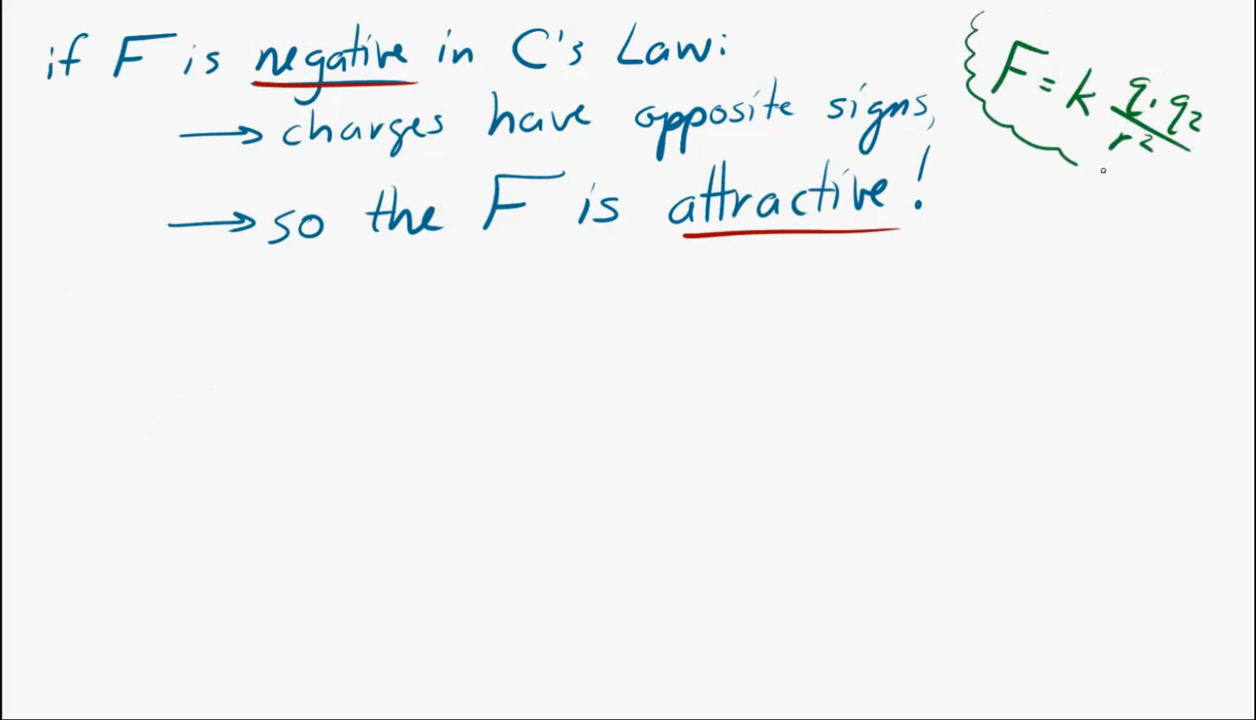 if F is negative in C's Law:
→ charges have opposite signs,
→ so the F is attractive!
F = k q₁ q₂ / r²